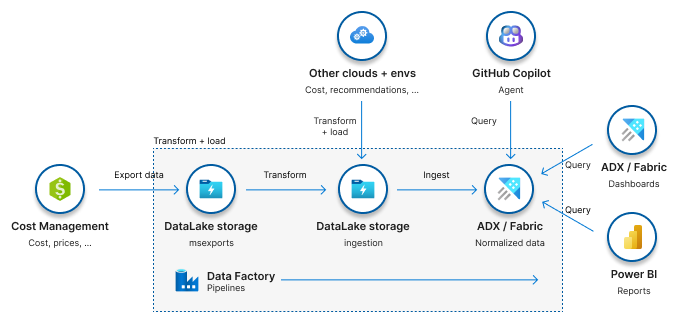 Other clouds + envs
Cost, recommendations, ...
GitHub Copilot
Agent
Transform
+ load
Query
Transform + load
Query
ADX / Fabric
Dashboards
Export data
Transform
Ingest
Query
Cost Management
Cost, prices, ...
DataLake storage
msexports
DataLake storage
ingestion
ADX / Fabric
Normalized data
Power BI
Reports
Data Factory
Pipelines